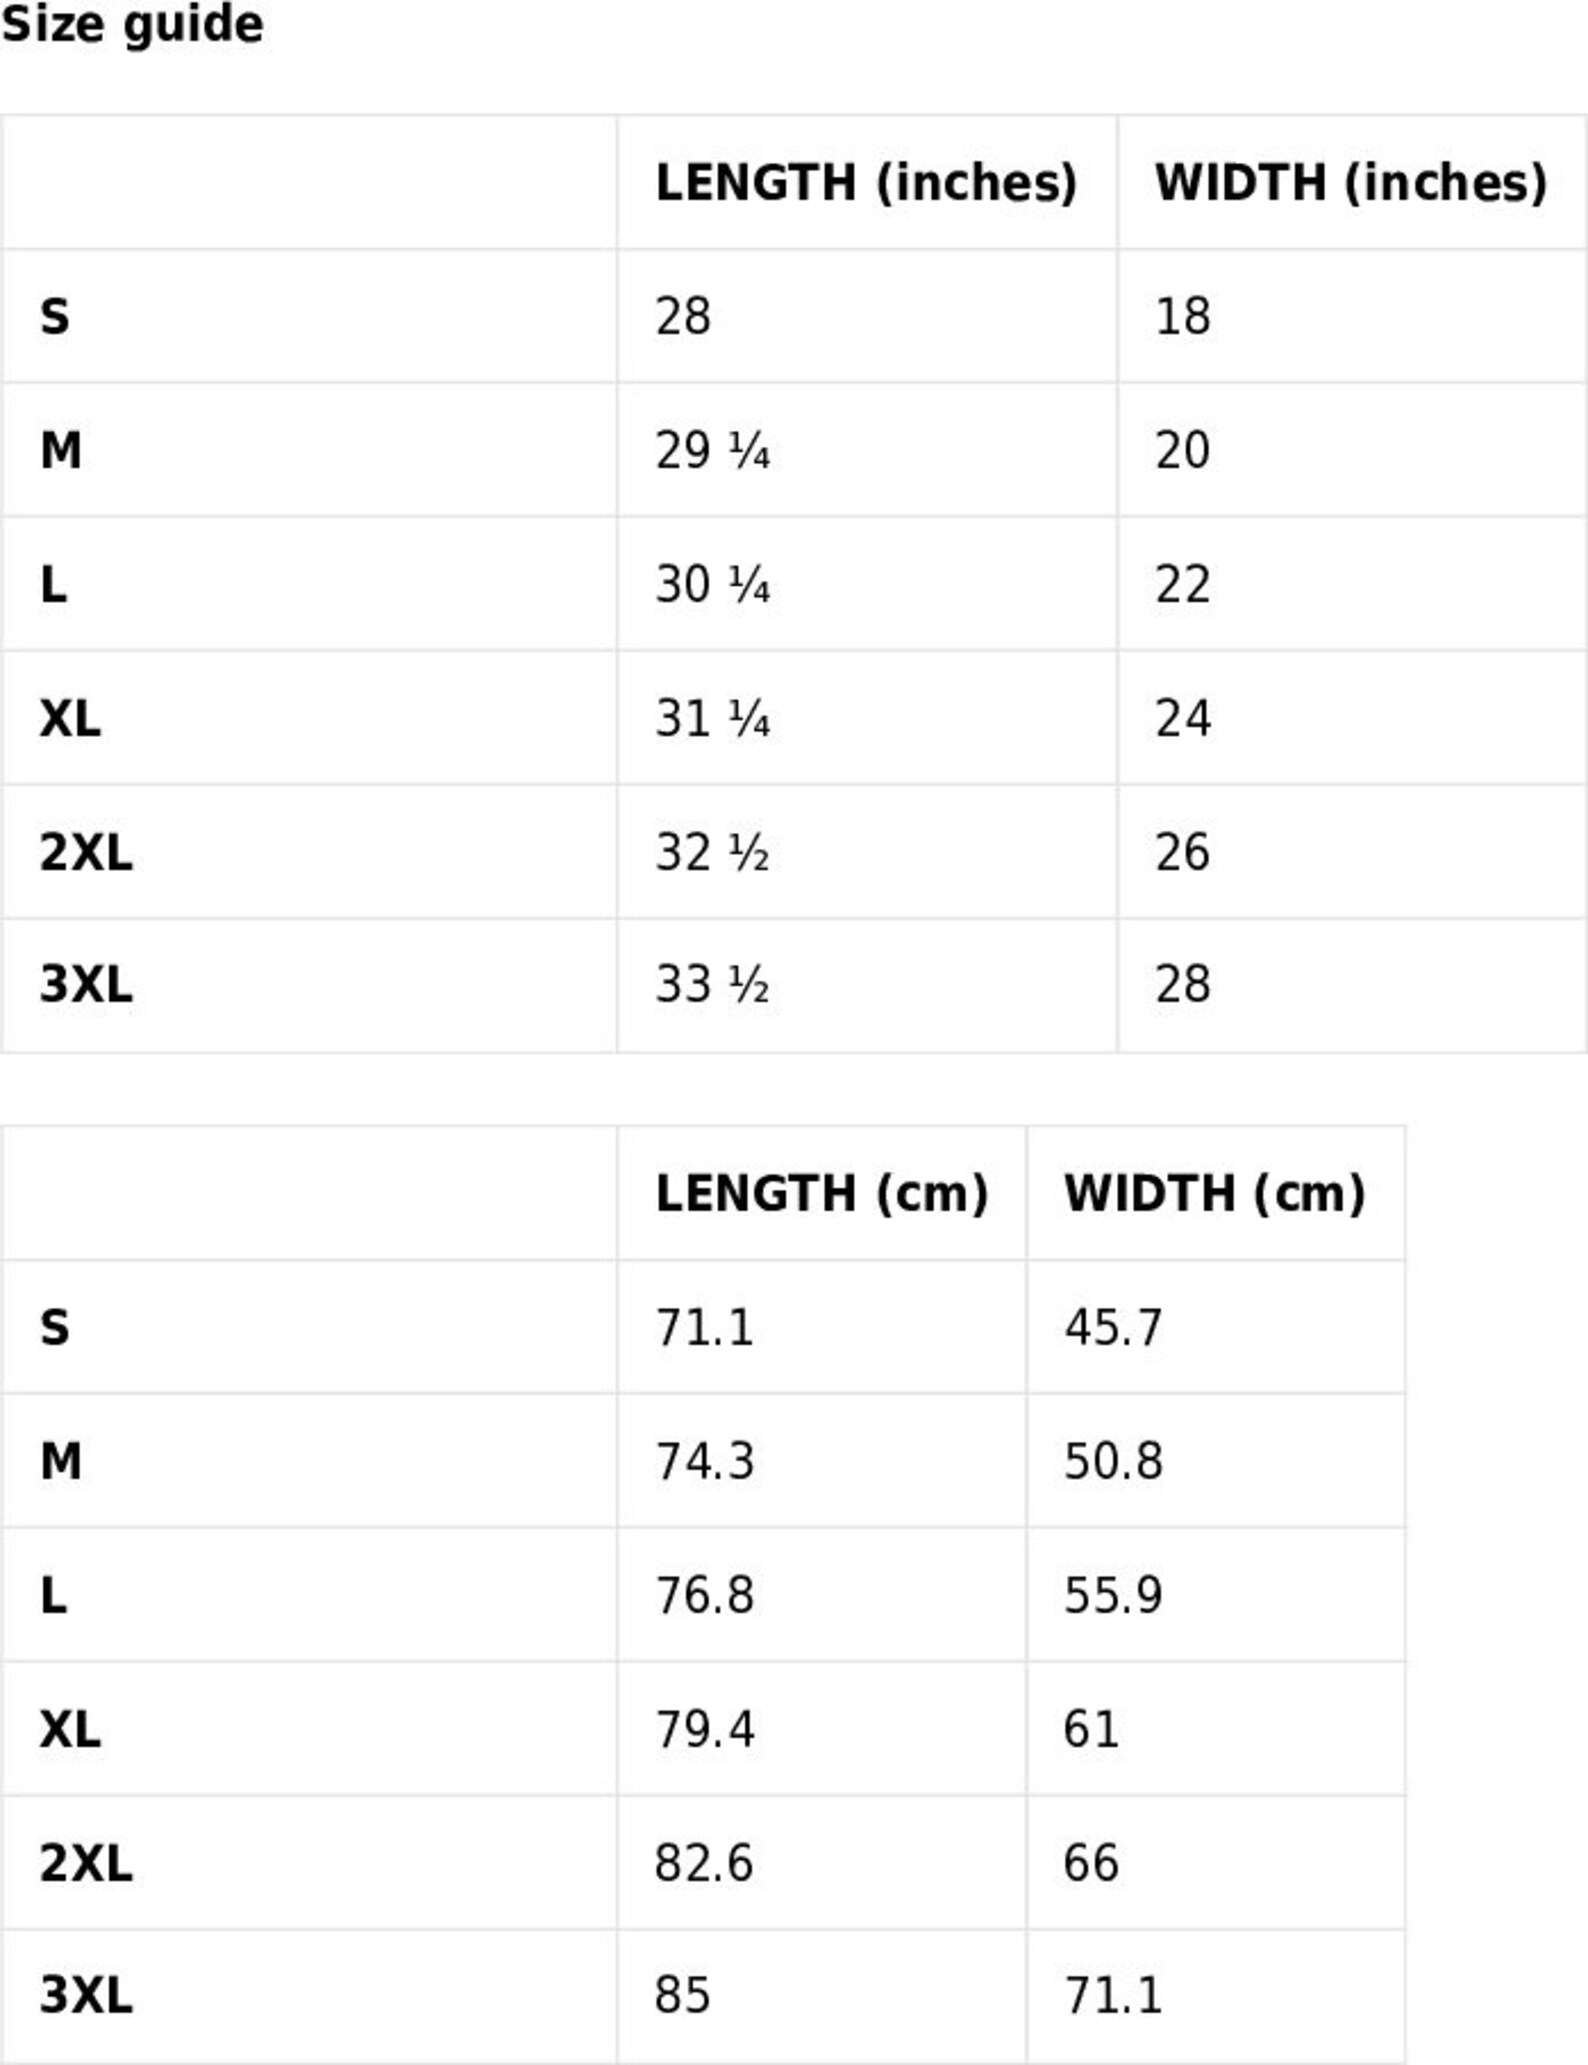 Size guide
LENGTH (inches) WIDTH (inches)
S 28 18
M 29 ¼ 20
L 30 ¼ 22
XL 31 ¼ 24
2XL 32 ½ 26
3XL 33 ½ 28
LENGTH (cm) WIDTH (cm)
S 71.1 45.7
M 74.3 50.8
L 76.8 55.9
XL 79.4 61
2XL 82.6 66
3XL 85 71.1